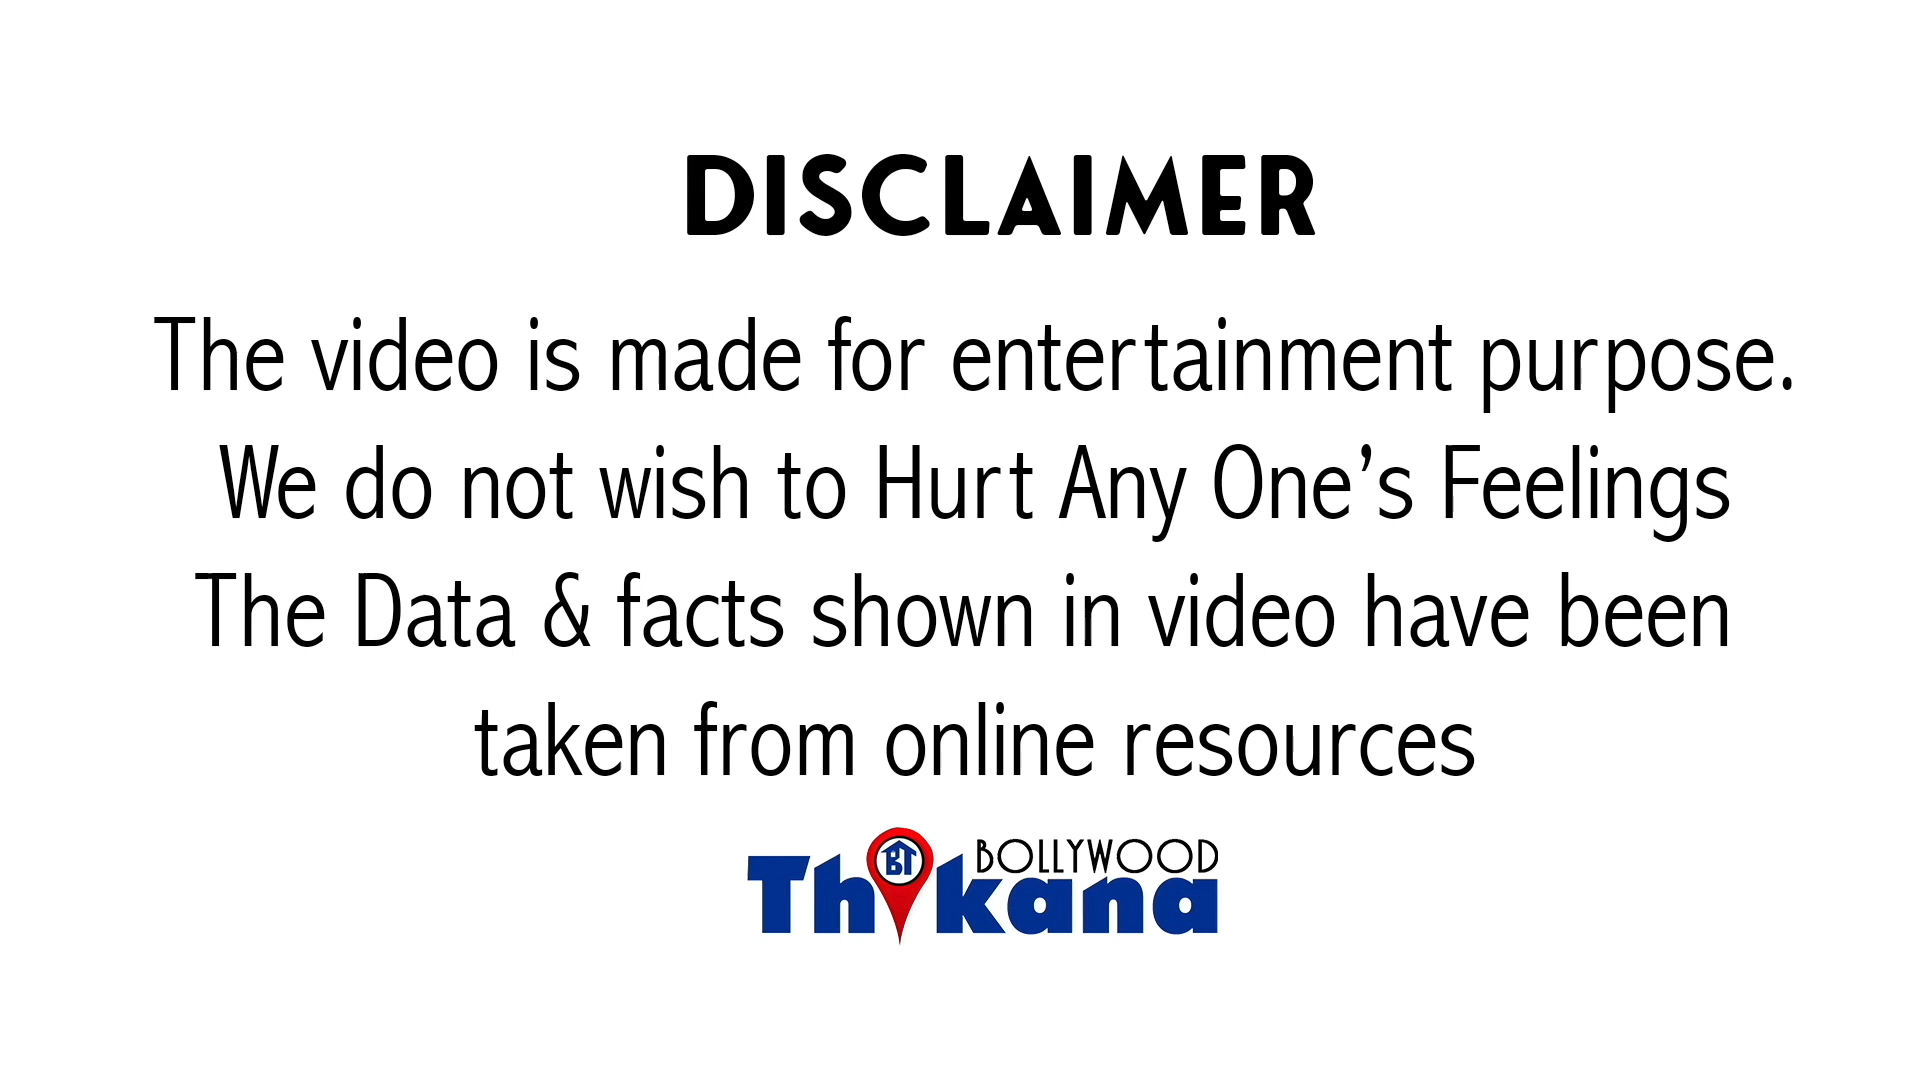 DISCLAIMER
The video is made for entertainment purpose.
We do not wish to Hurt Any One’s Feelings
The Data & facts shown in video have been
taken from online resources
BT
BOLLYWOOD
Thikana